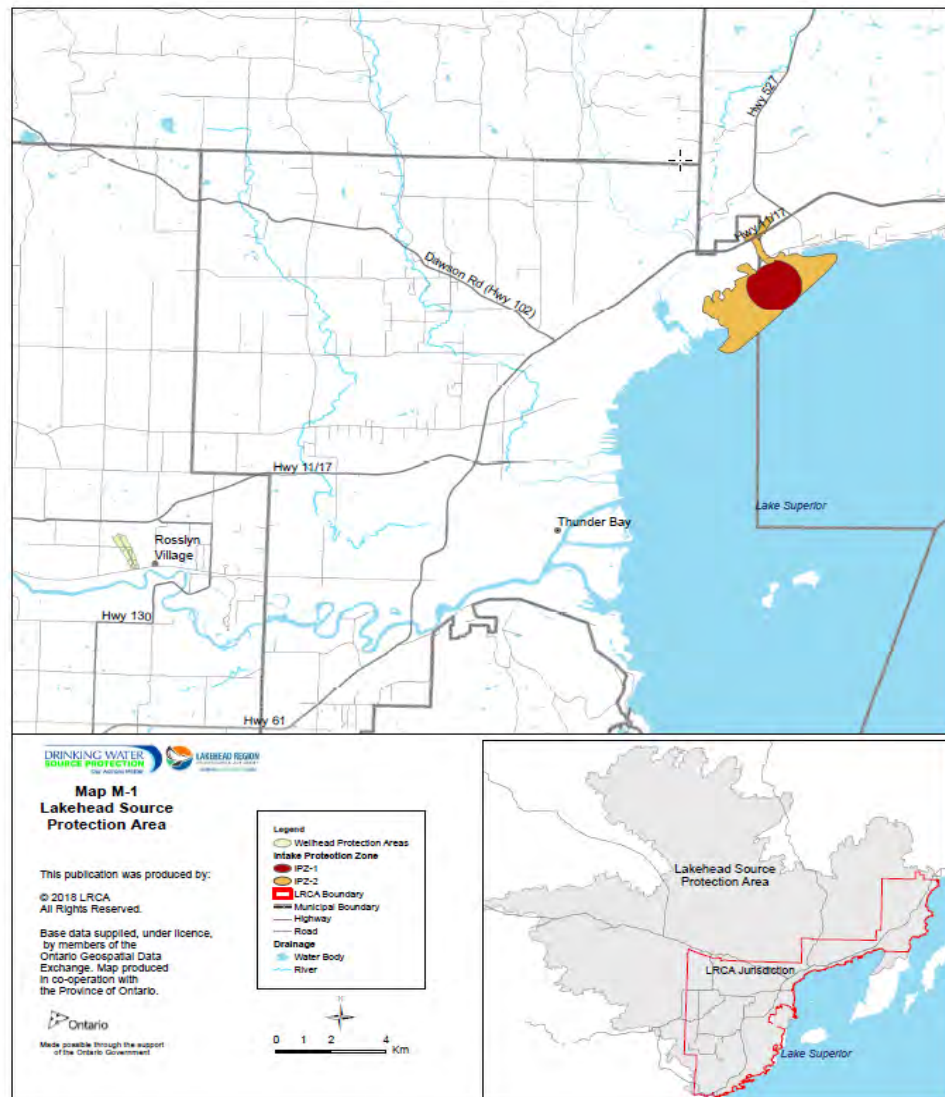 Hwy 527
Hwy 11/17
Dawson Rd (Hwy 102)
Hwy 11/17
Lake Superior
Thunder Bay
Rosslyn
Village
Hwy 130
Hwy 61
DRINKING WATER
SOURCE PROTECTION
LAKEHEAD REGION
Map M-1
Lakehead Source
Protection Area
This publication was produced by:
© 2018 LRCA
All Rights Reserved.
Base data supplied, under licence,
by members of the
Ontario Geospatial Data
Exchange. Map produced
in co-operation with
the Province of Ontario.
Ontario
Made possible through the support
of the Ontario Government
Legend
Wellhead Protection Areas
Intake Protection Zone
IPZ-1
IPZ-2
LRCA Boundary
Municipal Boundary
Highway
Road
Drainage
Water Body
River
0 1 2 4
Km
Lakehead Source
Protection Area
LRCA Jurisdiction
Lake Superior